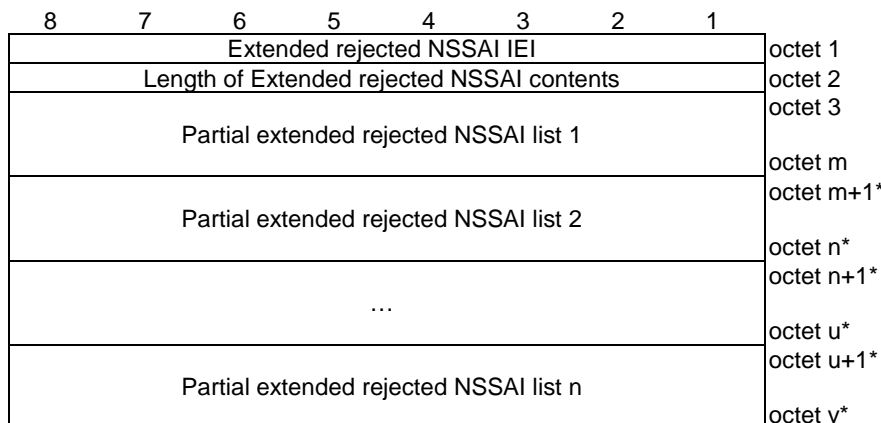 8 7 6 5 4 3 2 1
Extended rejected NSSAI IEI octet 1
Length of Extended rejected NSSAI contents octet 2
octet 3
Partial extended rejected NSSAI list 1
octet m
octet m+1*
Partial extended rejected NSSAI list 2
octet n*
octet n+1*
…
octet u*
octet u+1*
Partial extended rejected NSSAI list n
octet v*